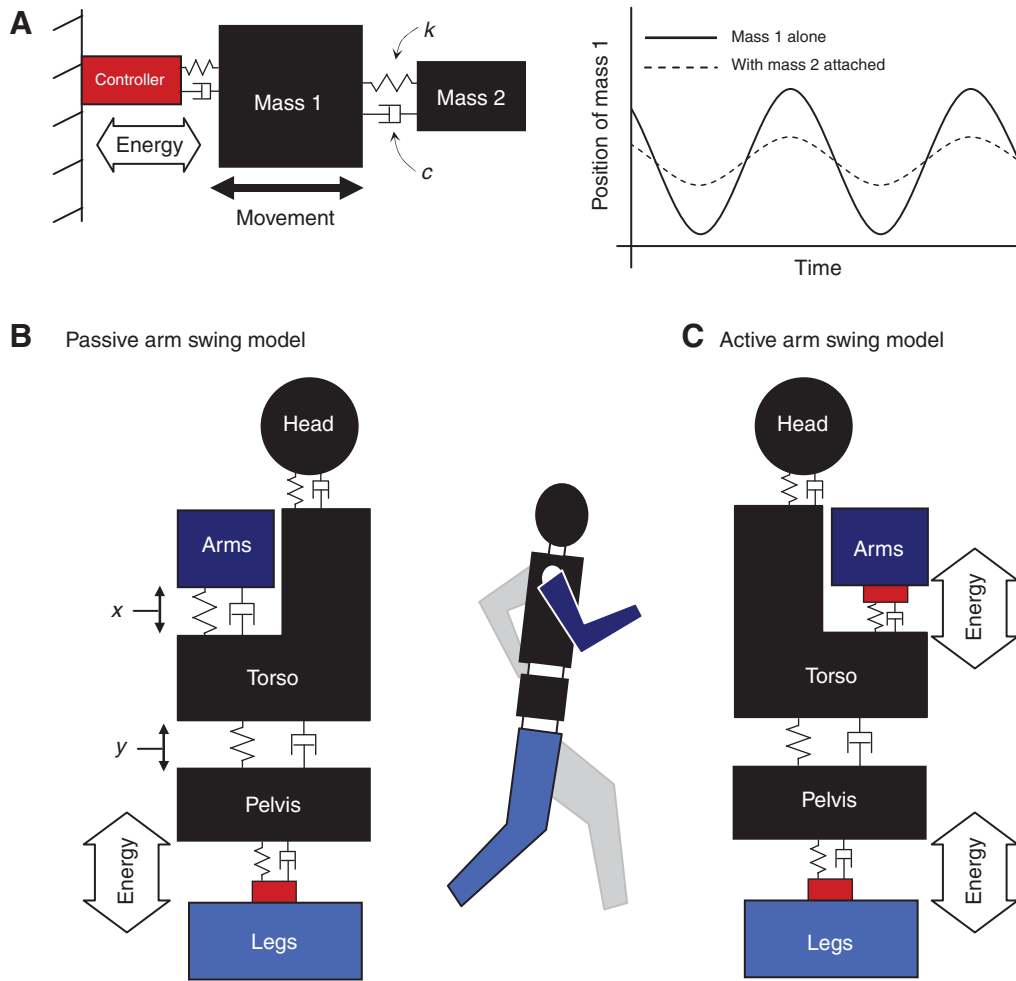 A
Controller
Energy
Mass 1
Movement
k
c
Mass 2
Position of mass 1
Mass 1 alone
With mass 2 attached
Time
B Passive arm swing model
Head
Arms
x
Torso
y
Pelvis
Energy
Legs
C Active arm swing model
Head
Arms
Energy
Torso
Pelvis
Energy
Legs